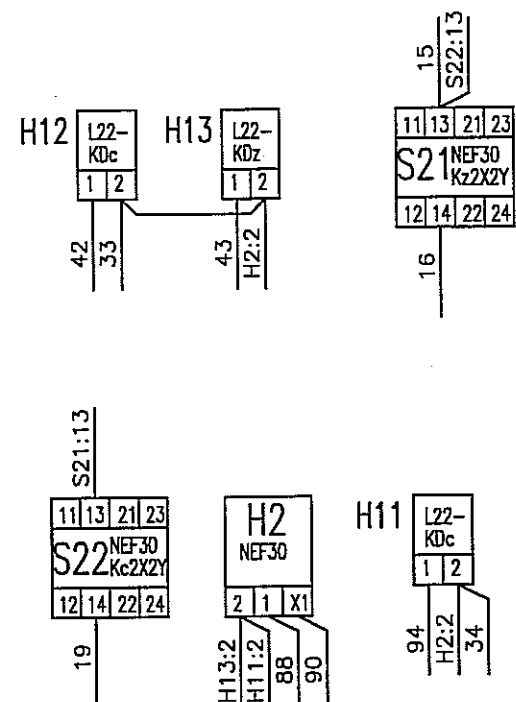 15
S22:13
H12
L22-
KDc
1 2
42
33
H13
L22-
KDz
1 2
43
H2:2
11 13 21 23
S21 NEF30
Kz2X2Y
12 14 22 24
16
S21:13
11 13 21 23
S22 NEF30
Kc2X2Y
12 14 22 24
19
H2
NEF30
2 1 X1
H13:2
H11:2
88
90
H11
L22-
KDc
1 2
94
H2:2
34